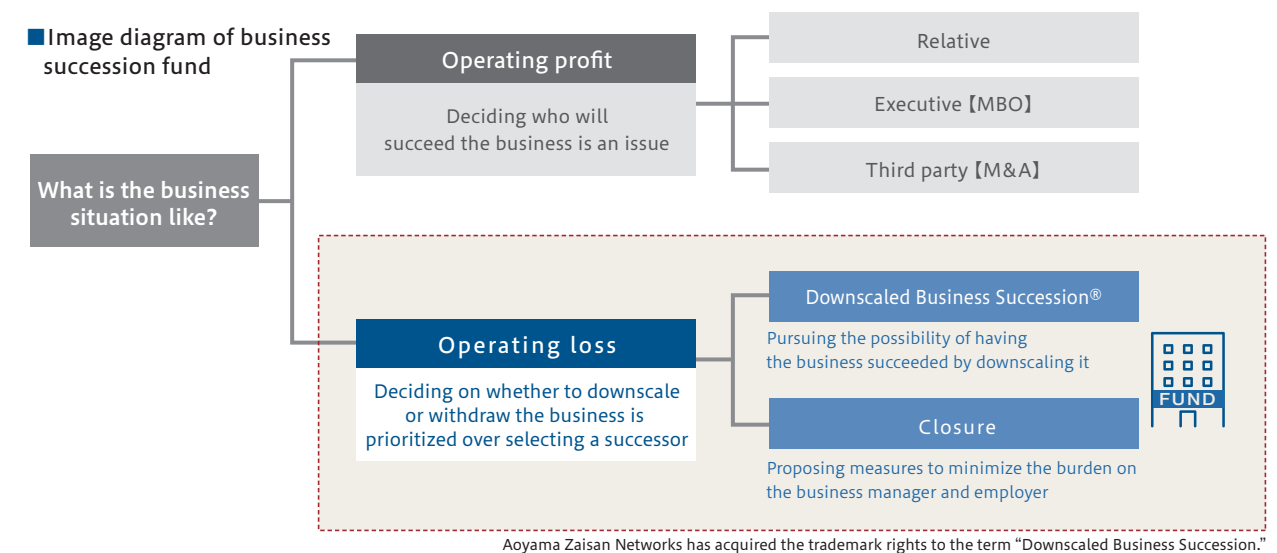 ■Image diagram of business
succession fund
What is the business
situation like?
Operating profit
Deciding who will
succeed the business is an issue
Relative
Executive【MBO】
Third party【M&A】
Operating loss
Deciding on whether to downscale
or withdraw the business is
prioritized over selecting a successor
Downscaled Business Succession®
Pursuing the possibility of having
the business succeeded by downscaling it
Closure
Proposing measures to minimize the burden on
the business manager and employer
FUND
Aoyama Zaisan Networks has acquired the trademark rights to the term “Downscaled Business Succession.”